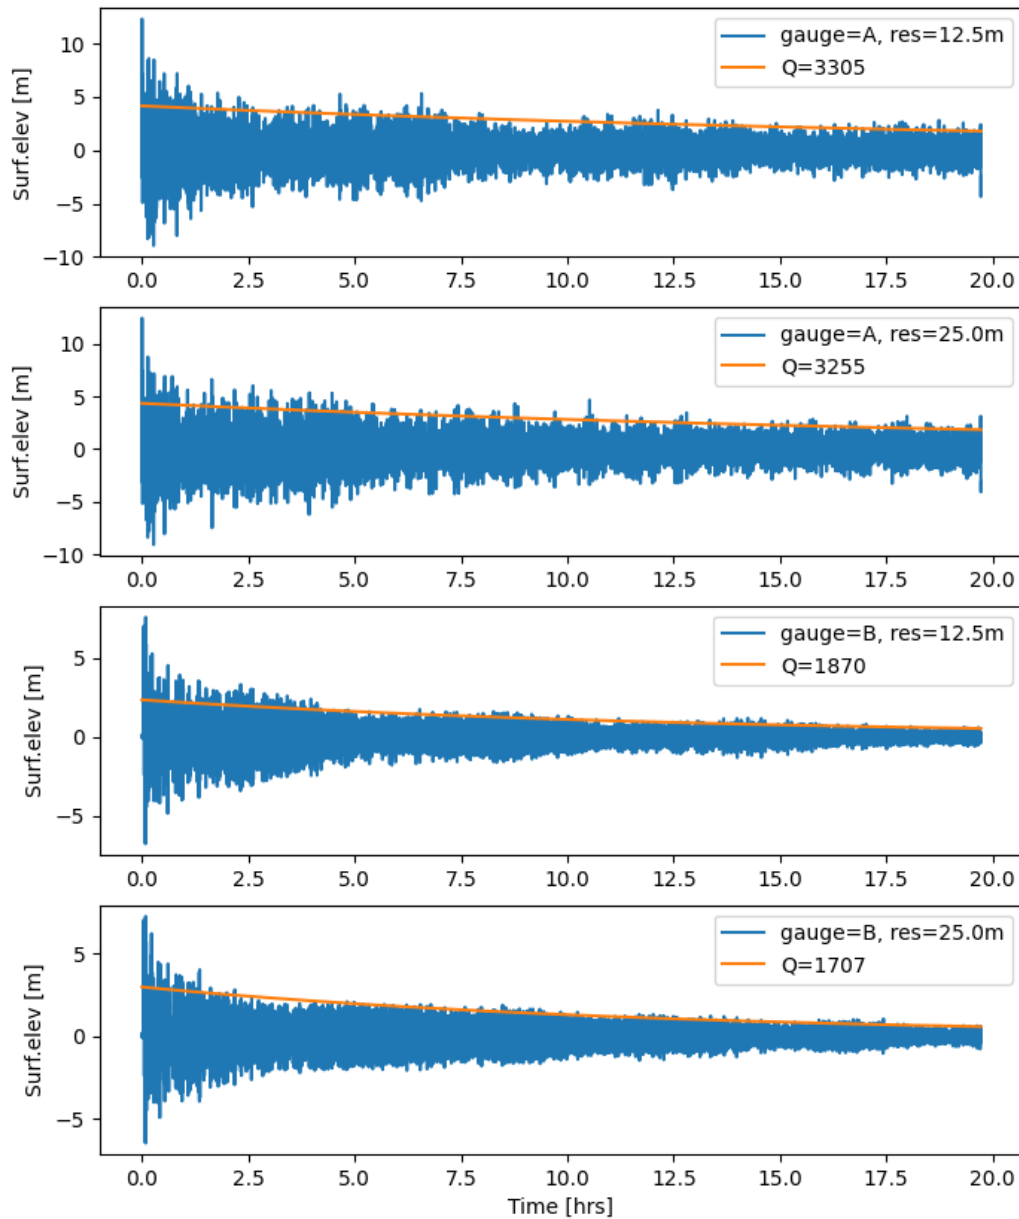 gauge=A, res=12.5m
Q=3305
Surf.elev [m]
10
5
0
−5
−10
0.0 2.5 5.0 7.5 10.0 12.5 15.0 17.5 20.0
gauge=A, res=25.0m
Q=3255
Surf.elev [m]
10
5
0
−5
−10
0.0 2.5 5.0 7.5 10.0 12.5 15.0 17.5 20.0
gauge=B, res=12.5m
Q=1870
Surf.elev [m]
5
0
−5
0.0 2.5 5.0 7.5 10.0 12.5 15.0 17.5 20.0
gauge=B, res=25.0m
Q=1707
Surf.elev [m]
5
0
−5
0.0 2.5 5.0 7.5 10.0 12.5 15.0 17.5 20.0
Time [hrs]